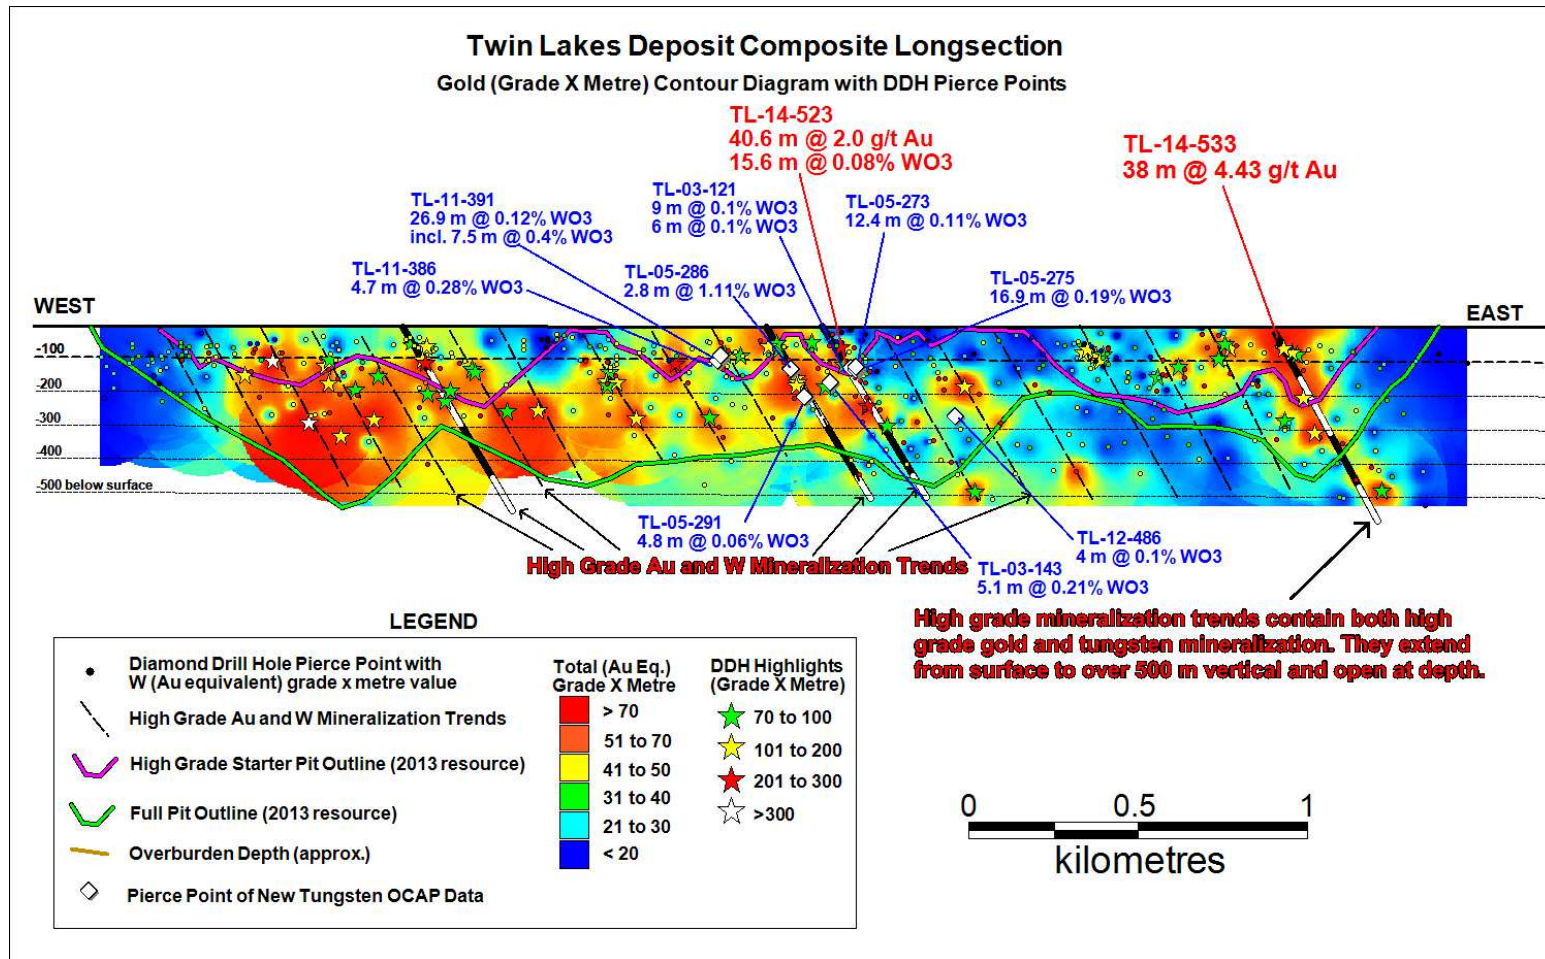 Twin Lakes Deposit Composite Longsection
Gold (Grade X Metre) Contour Diagram with DDH Pierce Points
TL-14-523
40.6 m @ 2.0 g/t Au
15.6 m @ 0.08% WO3
TL-14-533
38 m @ 4.43 g/t Au
TL-11-391
26.9 m @ 0.12% WO3
incl. 7.5 m @ 0.4% WO3
TL-03-121
9 m @ 0.1% WO3
6 m @ 0.1% WO3
TL-05-273
12.4 m @ 0.11% WO3
TL-11-386
4.7 m @ 0.28% WO3
TL-05-286
2.8 m @ 1.11% WO3
TL-05-275
16.9 m @ 0.19% WO3
WEST
EAST
-100
-200
-300
-400
-500 below surface
TL-05-291
4.8 m @ 0.06% WO3
TL-12-486
4 m @ 0.1% WO3
High Grade Au and W Mineralization Trends
TL-03-143
5.1 m @ 0.21% WO3
High grade mineralization trends contain both high
grade gold and tungsten mineralization. They extend
from surface to over 500 m vertical and open at depth.
LEGEND
Diamond Drill Hole Pierce Point with
W (Au equivalent) grade x metre value
High Grade Au and W Mineralization Trends
High Grade Starter Pit Outline (2013 resource)
Full Pit Outline (2013 resource)
Overburden Depth (approx.)
Pierce Point of New Tungsten OCAP Data
Total (Au Eq.)
Grade X Metre
> 70
51 to 70
41 to 50
31 to 40
21 to 30
< 20
DDH Highlights
(Grade X Metre)
70 to 100
101 to 200
201 to 300
>300
0 0.5 1
kilometres